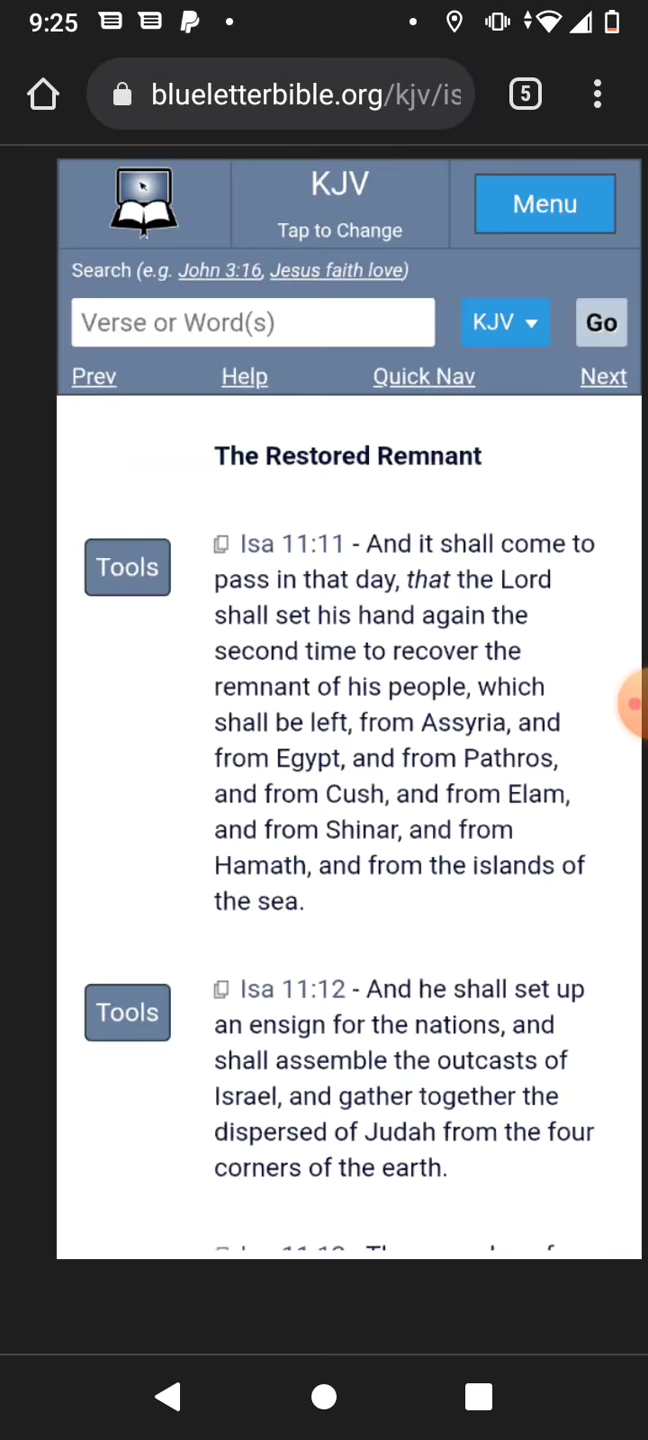 9:25
blueletterbible.org/kjv/is
5
KJV
Tap to Change
Menu
Search (e.g. John 3:16, Jesus faith love)
Verse or Word(s)
KJV
Go
Prev Help Quick Nav Next
The Restored Remnant
Tools
Isa 11:11 - And it shall come to
pass in that day, that the Lord
shall set his hand again the
second time to recover the
remnant of his people, which
shall be left, from Assyria, and
from Egypt, and from Pathros,
and from Cush, and from Elam,
and from Shinar, and from
Hamath, and from the islands of
the sea.
Tools
Isa 11:12 - And he shall set up
an ensign for the nations, and
shall assemble the outcasts of
Israel, and gather together the
dispersed of Judah from the four
corners of the earth.